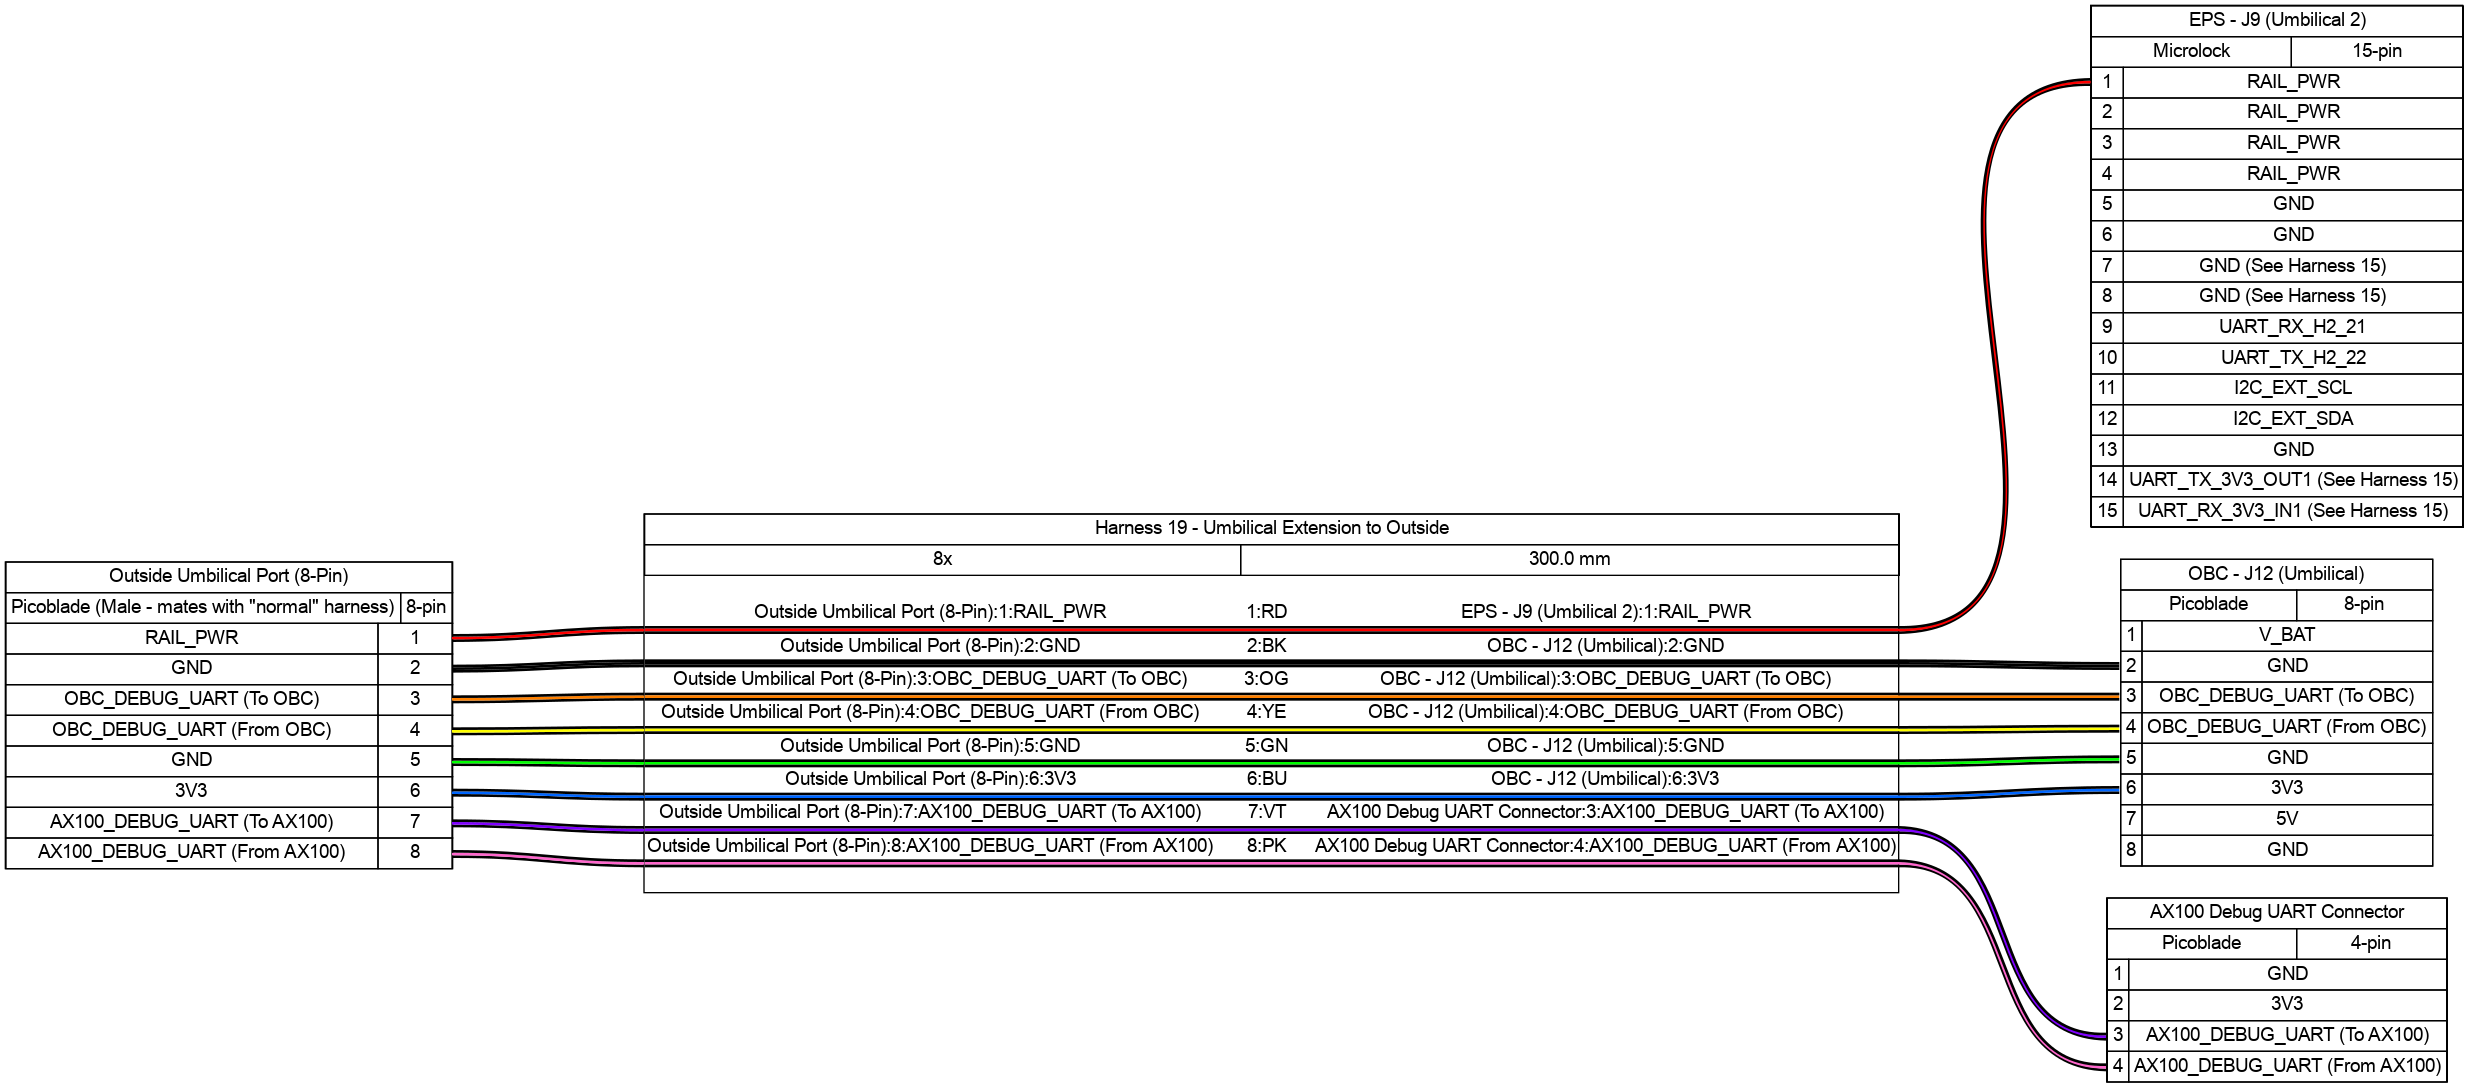 EPS - J9 (Umbilical 2)
Microlock 15-pin
1 RAIL_PWR
2 RAIL_PWR
3 RAIL_PWR
4 RAIL_PWR
5 GND
6 GND
7 GND (See Harness 15)
8 GND (See Harness 15)
9 UART_RX_H2_21
10 UART_TX_H2_22
11 I2C_EXT_SCL
12 I2C_EXT_SDA
13 GND
14 UART_TX_3V3_OUT1 (See Harness 15)
15 UART_RX_3V3_IN1 (See Harness 15)
Outside Umbilical Port (8-Pin)
Picoblade (Male - mates with "normal" harness) 8-pin
RAIL_PWR 1
GND 2
OBC_DEBUG_UART (To OBC) 3
OBC_DEBUG_UART (From OBC) 4
GND 5
3V3 6
AX100_DEBUG_UART (To AX100) 7
AX100_DEBUG_UART (From AX100) 8
Harness 19 - Umbilical Extension to Outside
8x 300.0 mm
Outside Umbilical Port (8-Pin):1:RAIL_PWR 1:RD EPS - J9 (Umbilical 2):1:RAIL_PWR
Outside Umbilical Port (8-Pin):2:GND 2:BK OBC - J12 (Umbilical):2:GND
Outside Umbilical Port (8-Pin):3:OBC_DEBUG_UART (To OBC) 3:OG OBC - J12 (Umbilical):3:OBC_DEBUG_UART (To OBC)
Outside Umbilical Port (8-Pin):4:OBC_DEBUG_UART (From OBC) 4:YE OBC - J12 (Umbilical):4:OBC_DEBUG_UART (From OBC)
Outside Umbilical Port (8-Pin):5:GND 5:GN OBC - J12 (Umbilical):5:GND
Outside Umbilical Port (8-Pin):6:3V3 6:BU OBC - J12 (Umbilical):6:3V3
Outside Umbilical Port (8-Pin):7:AX100_DEBUG_UART (To AX100) 7:VT AX100 Debug UART Connector:3:AX100_DEBUG_UART (To AX100)
Outside Umbilical Port (8-Pin):8:AX100_DEBUG_UART (From AX100) 8:PK AX100 Debug UART Connector:4:AX100_DEBUG_UART (From AX100)
OBC - J12 (Umbilical)
Picoblade 8-pin
1 V_BAT
2 GND
3 OBC_DEBUG_UART (To OBC)
4 OBC_DEBUG_UART (From OBC)
5 GND
6 3V3
7 5V
8 GND
AX100 Debug UART Connector
Picoblade 4-pin
1 GND
2 3V3
3 AX100_DEBUG_UART (To AX100)
4 AX100_DEBUG_UART (From AX100)